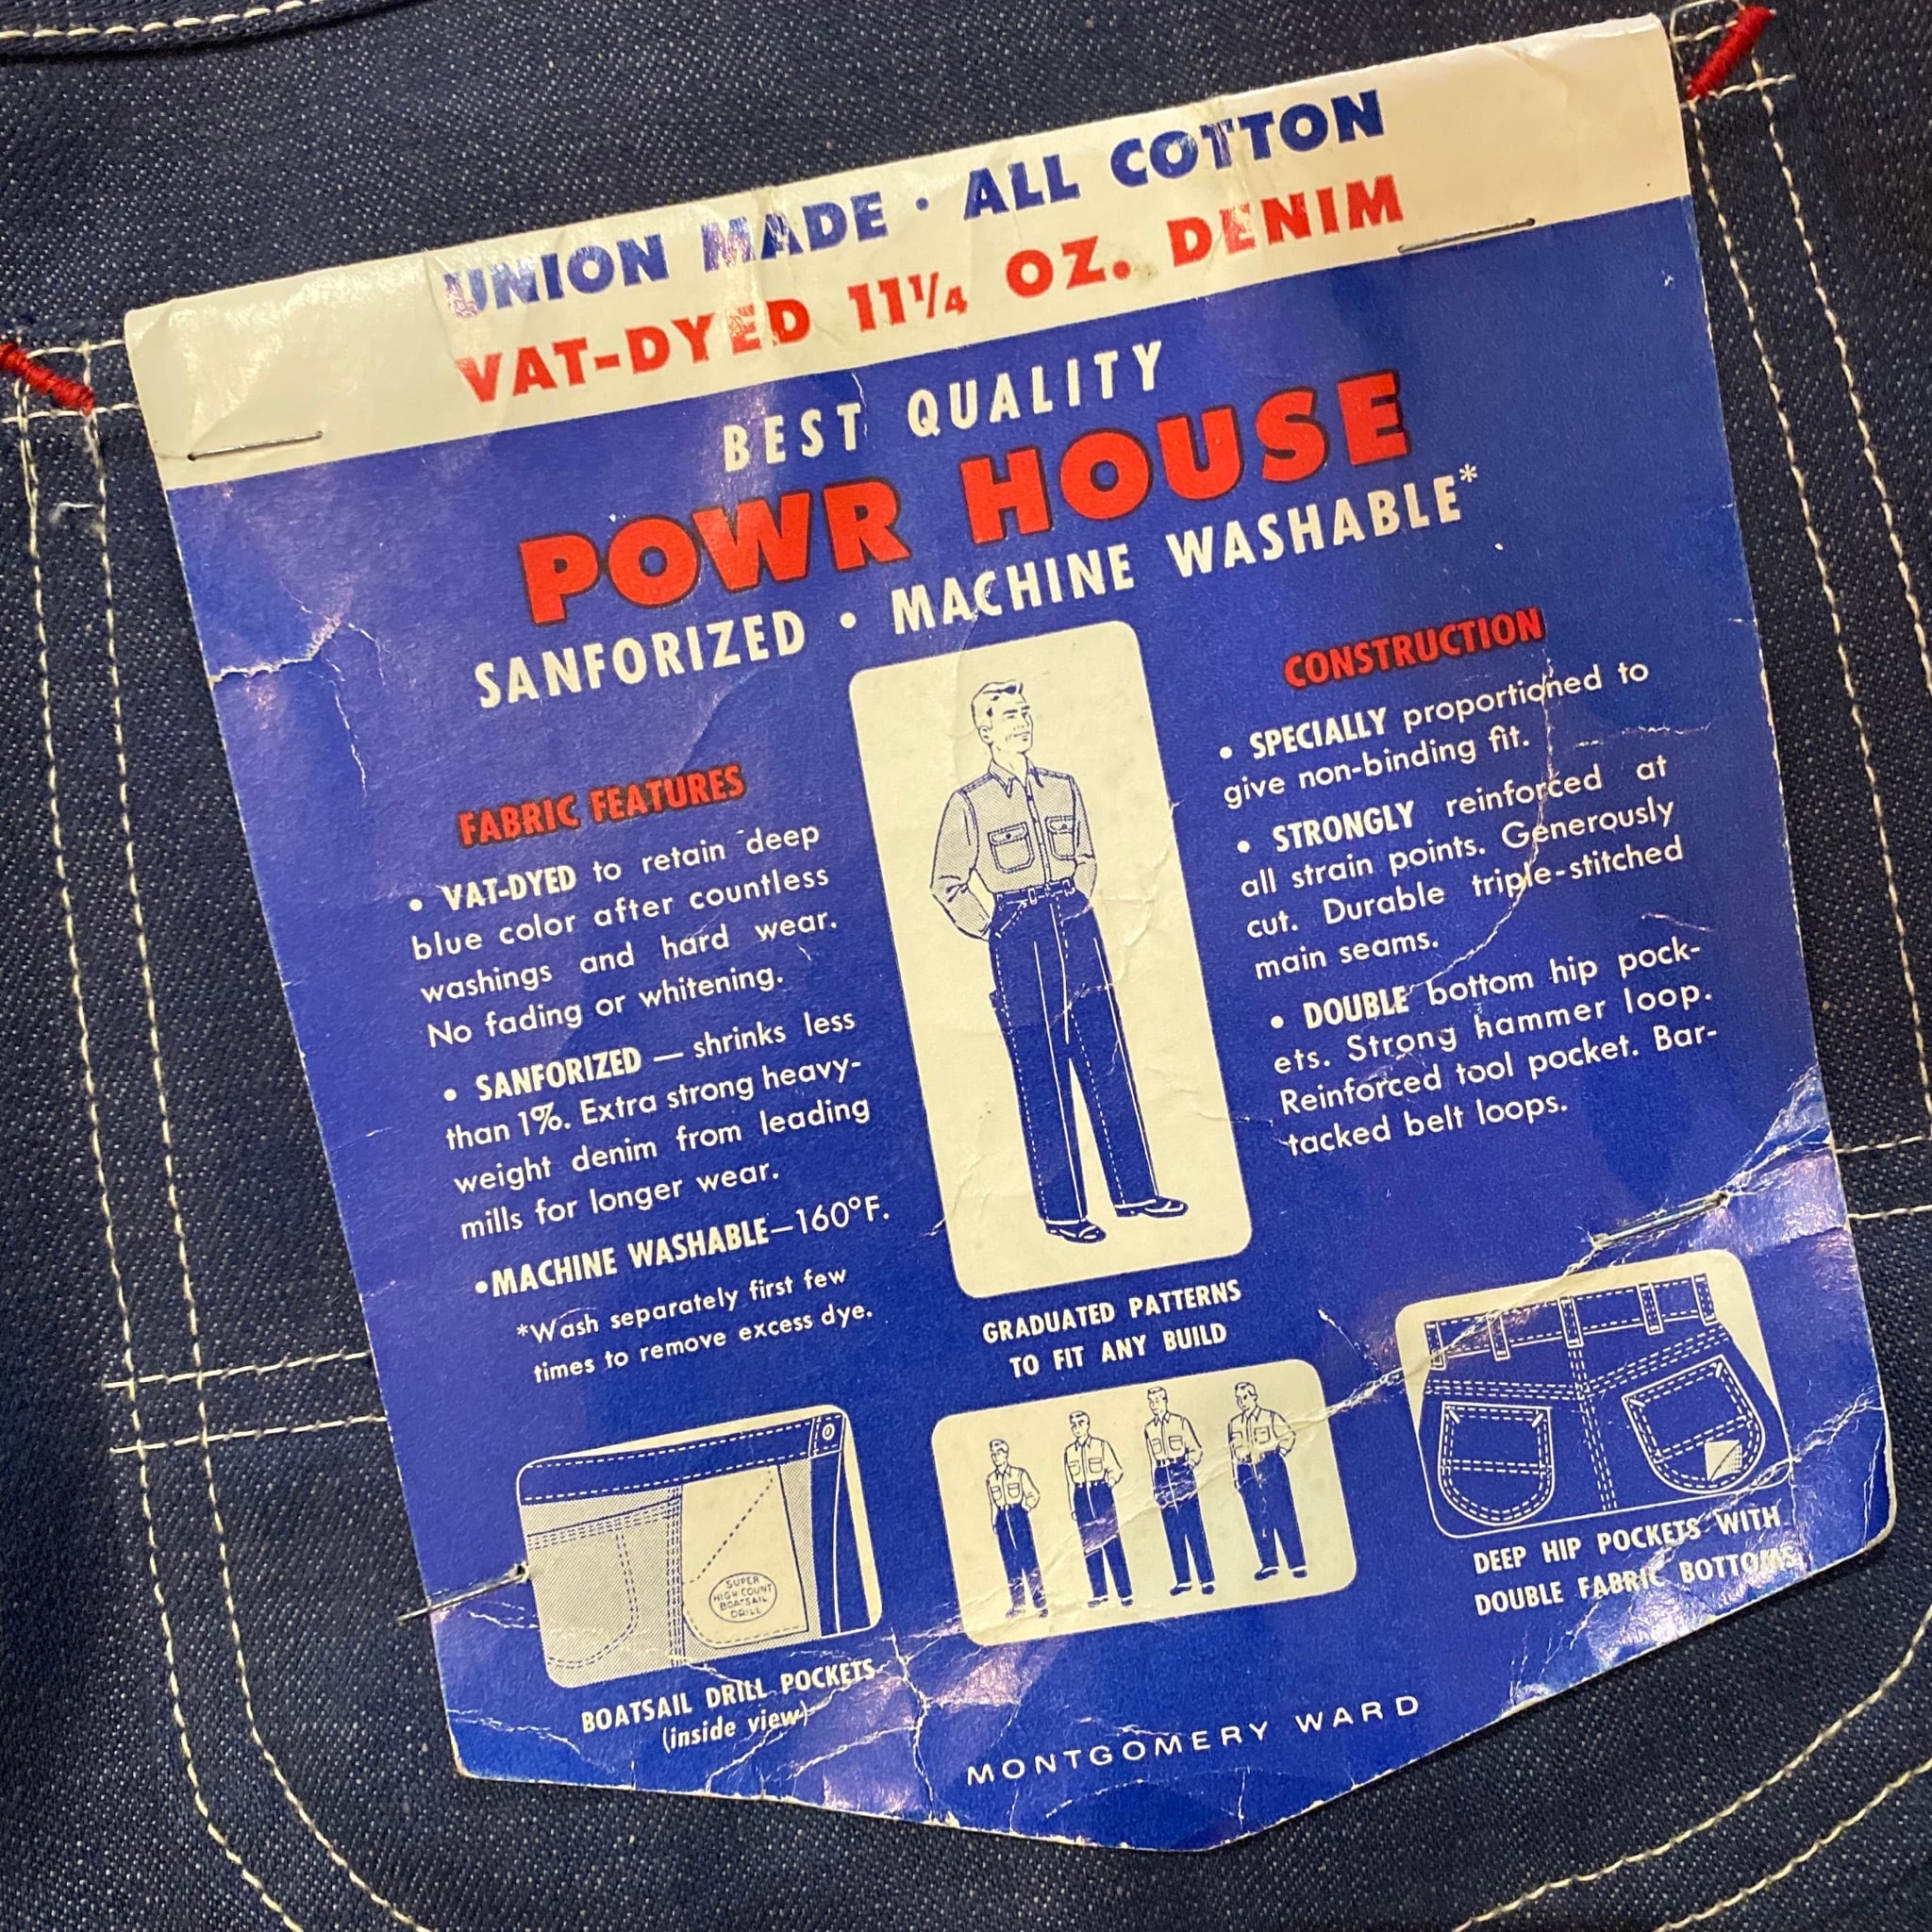 UNION MADE · ALL COTTON
VAT-DYED 11¼ OZ. DENIM
BEST QUALITY
POWR HOUSE
SANFORIZED • MACHINE WASHABLE*
FABRIC FEATURES
• VAT-DYED to retain deep
blue color after countless
washings and hard wear.
No fading or whitening.
• SANFORIZED — shrinks less
than 1%. Extra strong heavy-
weight denim from leading
mills for longer wear.
•MACHINE WASHABLE—160°F.
*Wash separately first few
times to remove excess dye.
CONSTRUCTION
• SPECIALLY proportioned to
give non-binding fit.
• STRONGLY reinforced at
all strain points. Generously
cut. Durable triple-stitched
main seams.
• DOUBLE bottom hip pock-
ets. Strong hammer loop.
Reinforced tool pocket. Bar-
tacked belt loops.
GRADUATED PATTERNS
TO FIT ANY BUILD
SUPER
HIGH COUNT
BOATSAIL
DRILL
BOATSAIL DRILL POCKETS
(inside view)
DEEP HIP POCKETS WITH
DOUBLE FABRIC BOTTOMS
MONTGOMERY WARD